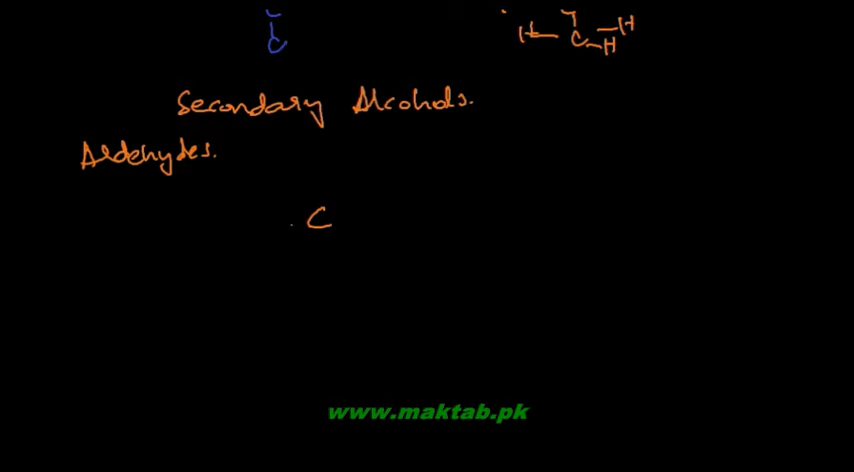 C
H C H
H
Secondary Alcohols.
Aldehydes.
C
www.maktab.pk